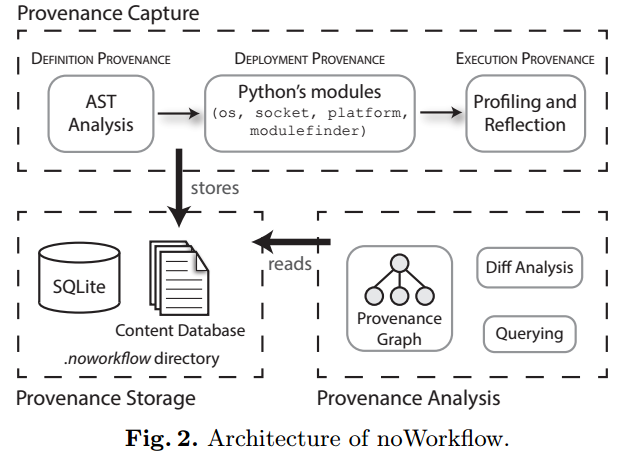 Provenance Capture
DEFINITION PROVENANCE
DEPLOYMENT PROVENANCE
EXECUTION PROVENANCE
AST
Analysis
Python's modules
(os, socket, platform,
modulefinder)
Profiling and
Reflection
stores
reads
SQLite
Content Database
.noworkflow directory
Provenance Storage
Provenance
Graph
Diff Analysis
Querying
Provenance Analysis
Fig. 2. Architecture of noWorkflow.